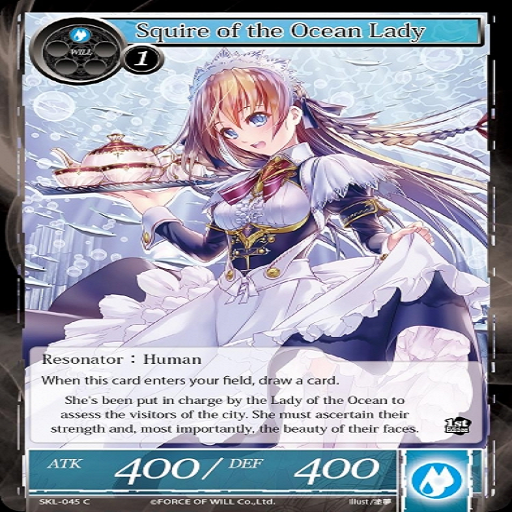 Squire of the Ocean Lady
WILL
1
Resonator : Human
When this card enters your field, draw a card.
She's been put in charge by the Lady of the Ocean to
assess the visitors of the city. She must ascertain their
strength and, most importantly, the beauty of their faces.
1st
Edition
ATK 400 / DEF 400
SKL-045 C ©FORCE OF WILL Co.,Ltd. Illust /塗夢